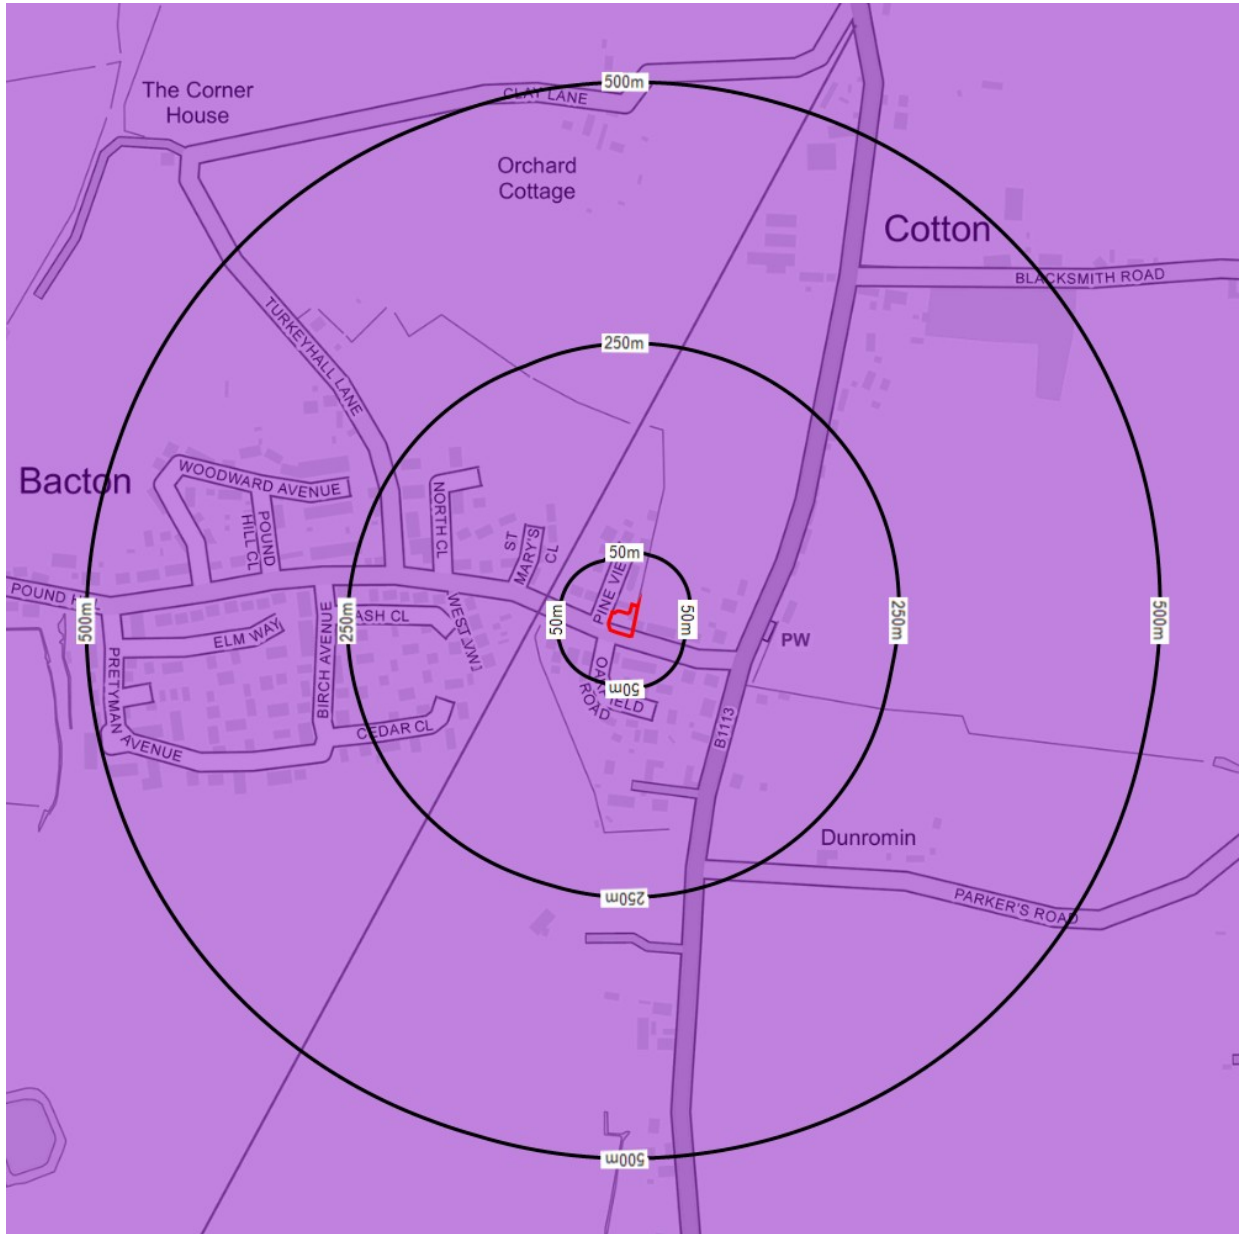 500m
CLAY LANE
The Corner
House
Orchard
Cottage
Cotton
BLACKSMITH ROAD
TURKEYHALL LANE
250m
Bacton
WOODWARD AVENUE
POUND
HILL CL
NORTH CL
ST
MARY'S
CL
50m
PINE VIE
POUND H
500m
250m
50m
50m
250m
500m
ASH CL
WEST VW
ELM WAY
BIRCH AVENUE
PRETYMAN
AVENUE
CEDAR CL
PW
50m
ROAD
B1113
Dunromin
PARKER'S ROAD
250m
500m